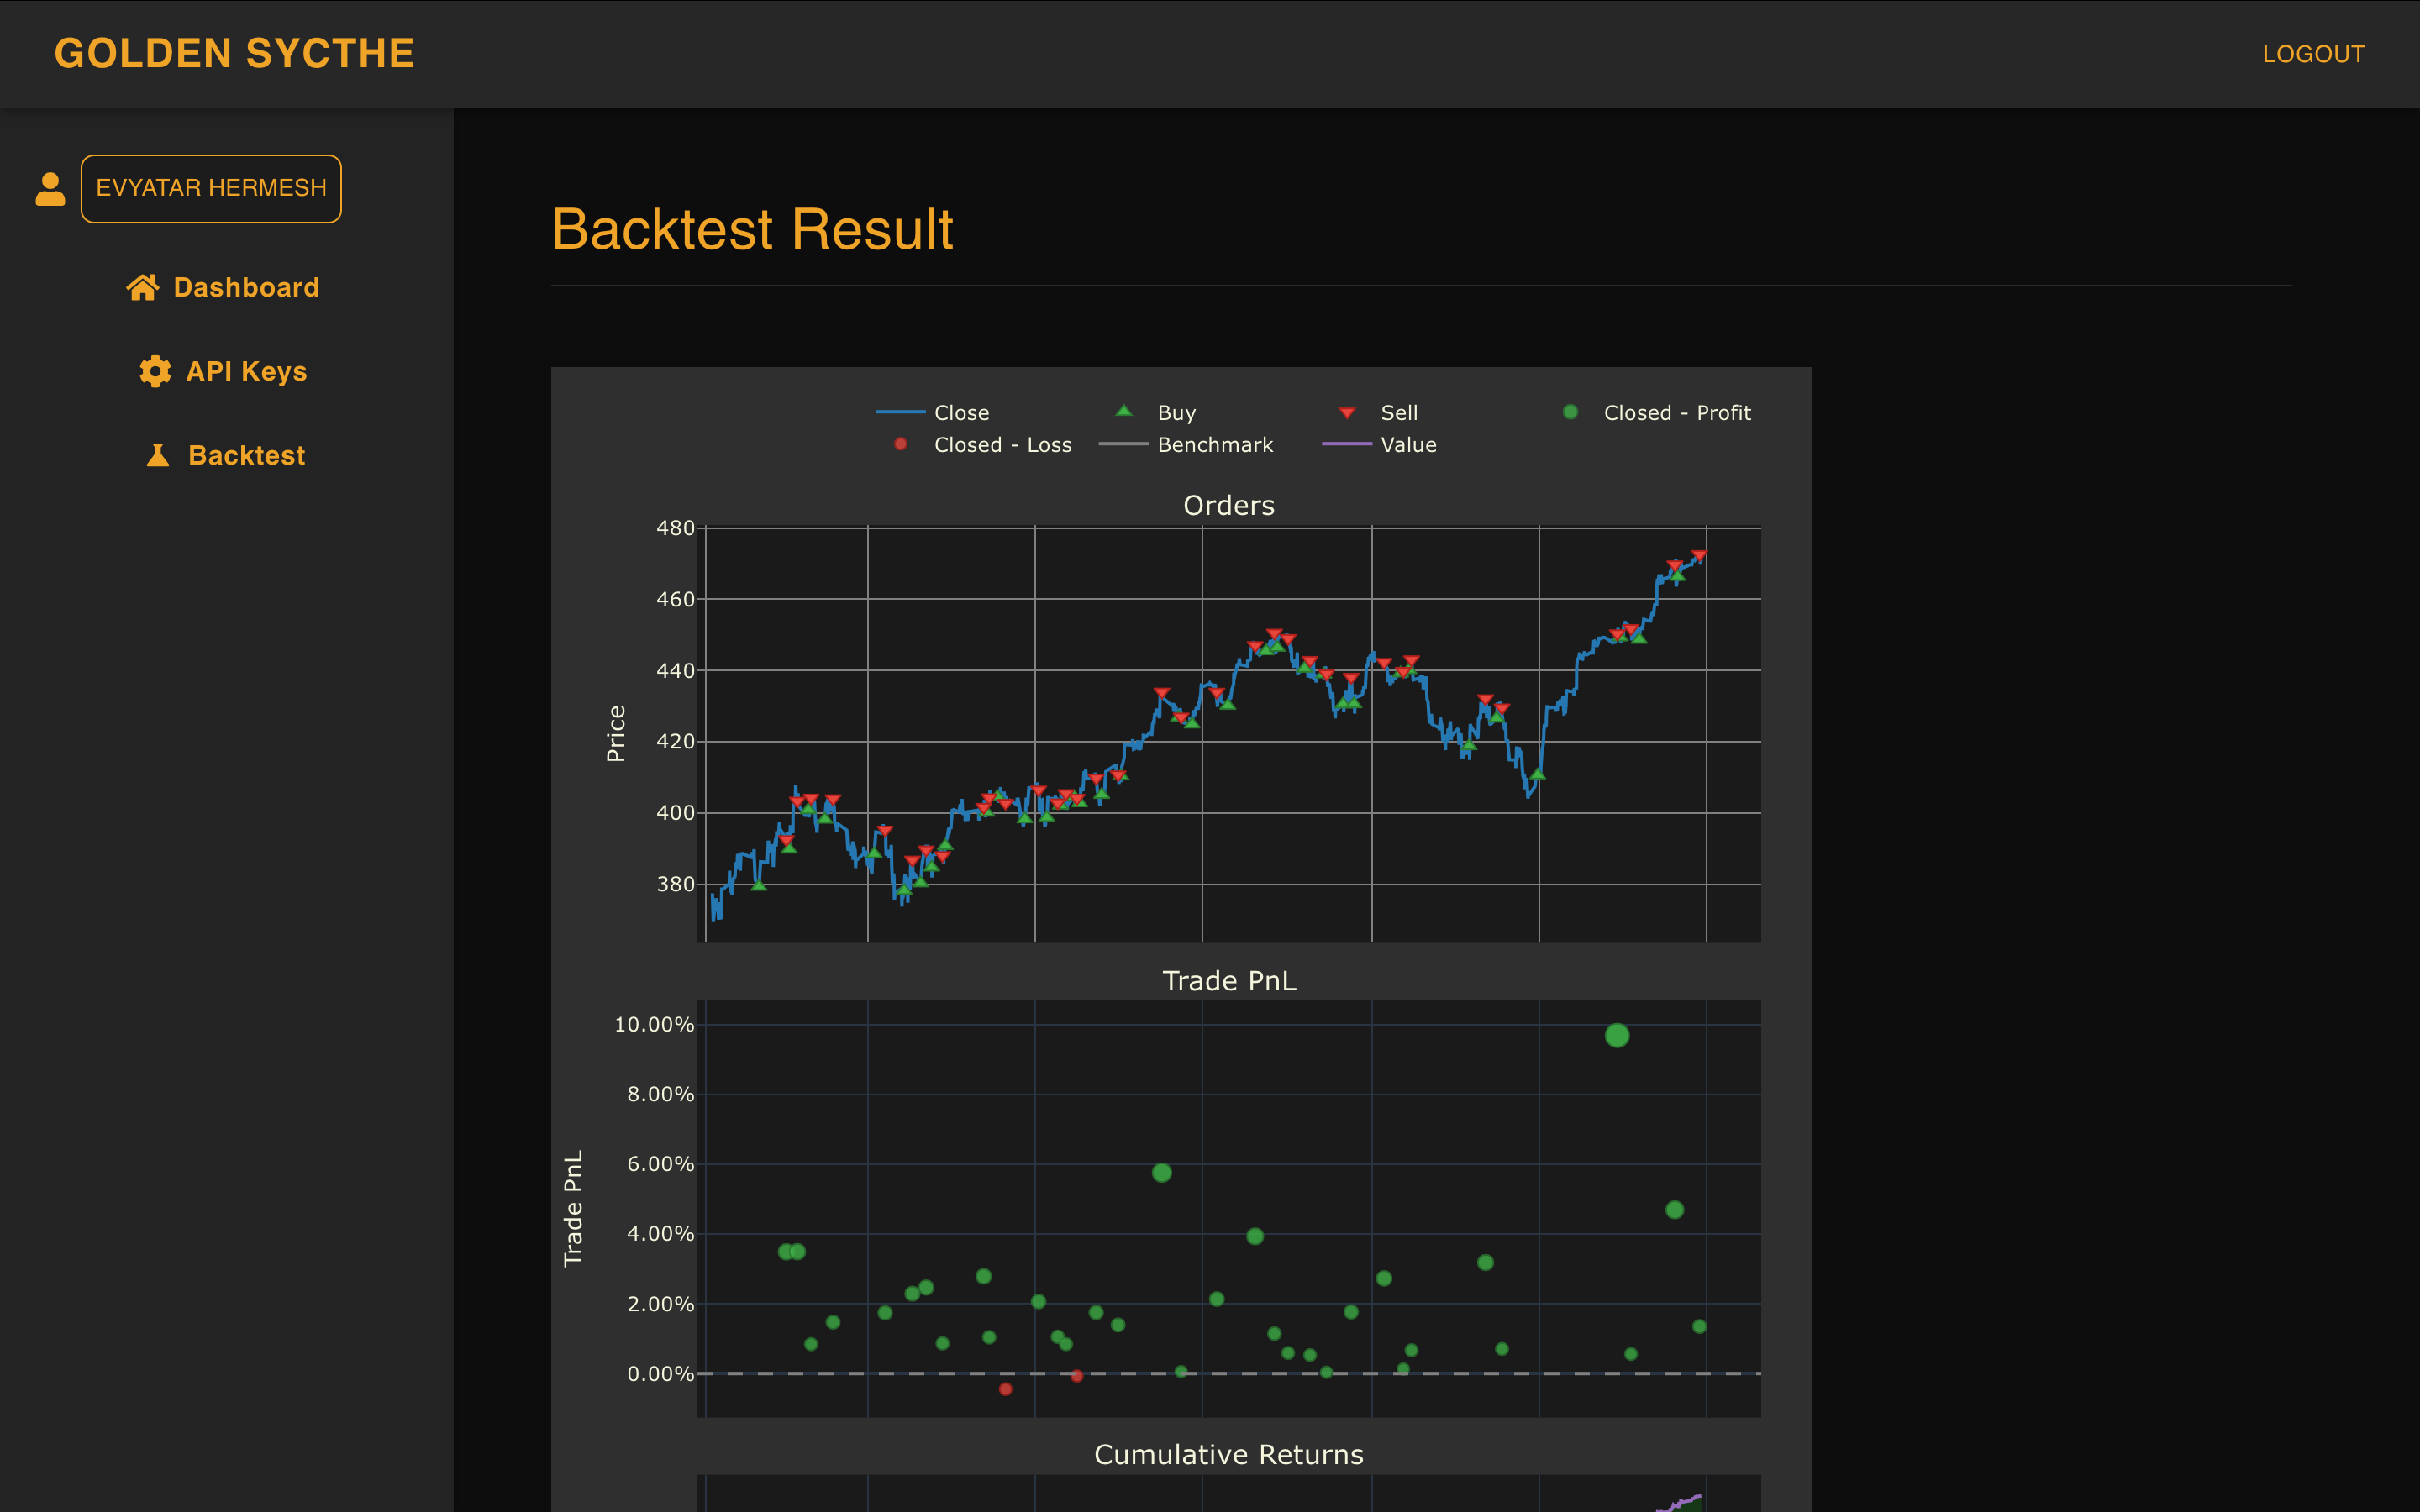 GOLDEN SYCTHE
LOGOUT
EVYATAR HERMESH
Dashboard
API Keys
Backtest
Backtest Result
Close Buy Sell Closed - Profit
Closed - Loss Benchmark Value
Orders
480
460
440
420
400
380
Price
Trade PnL
10.00%
8.00%
6.00%
4.00%
2.00%
0.00%
Trade PnL
Cumulative Returns